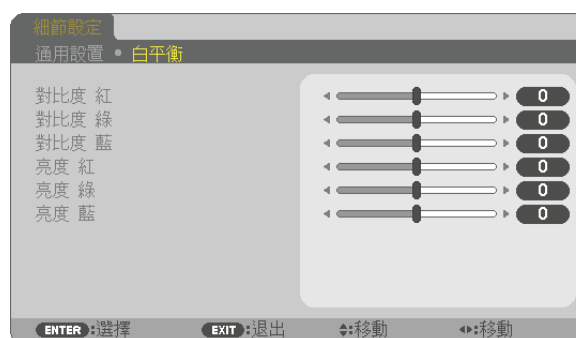 細節設定
通用設置 • 白平衡
對比度 紅 0
對比度 綠 0
對比度 藍 0
亮度 紅 0
亮度 綠 0
亮度 藍 0
ENTER:選擇 EXIT:退出 :移動 :移動